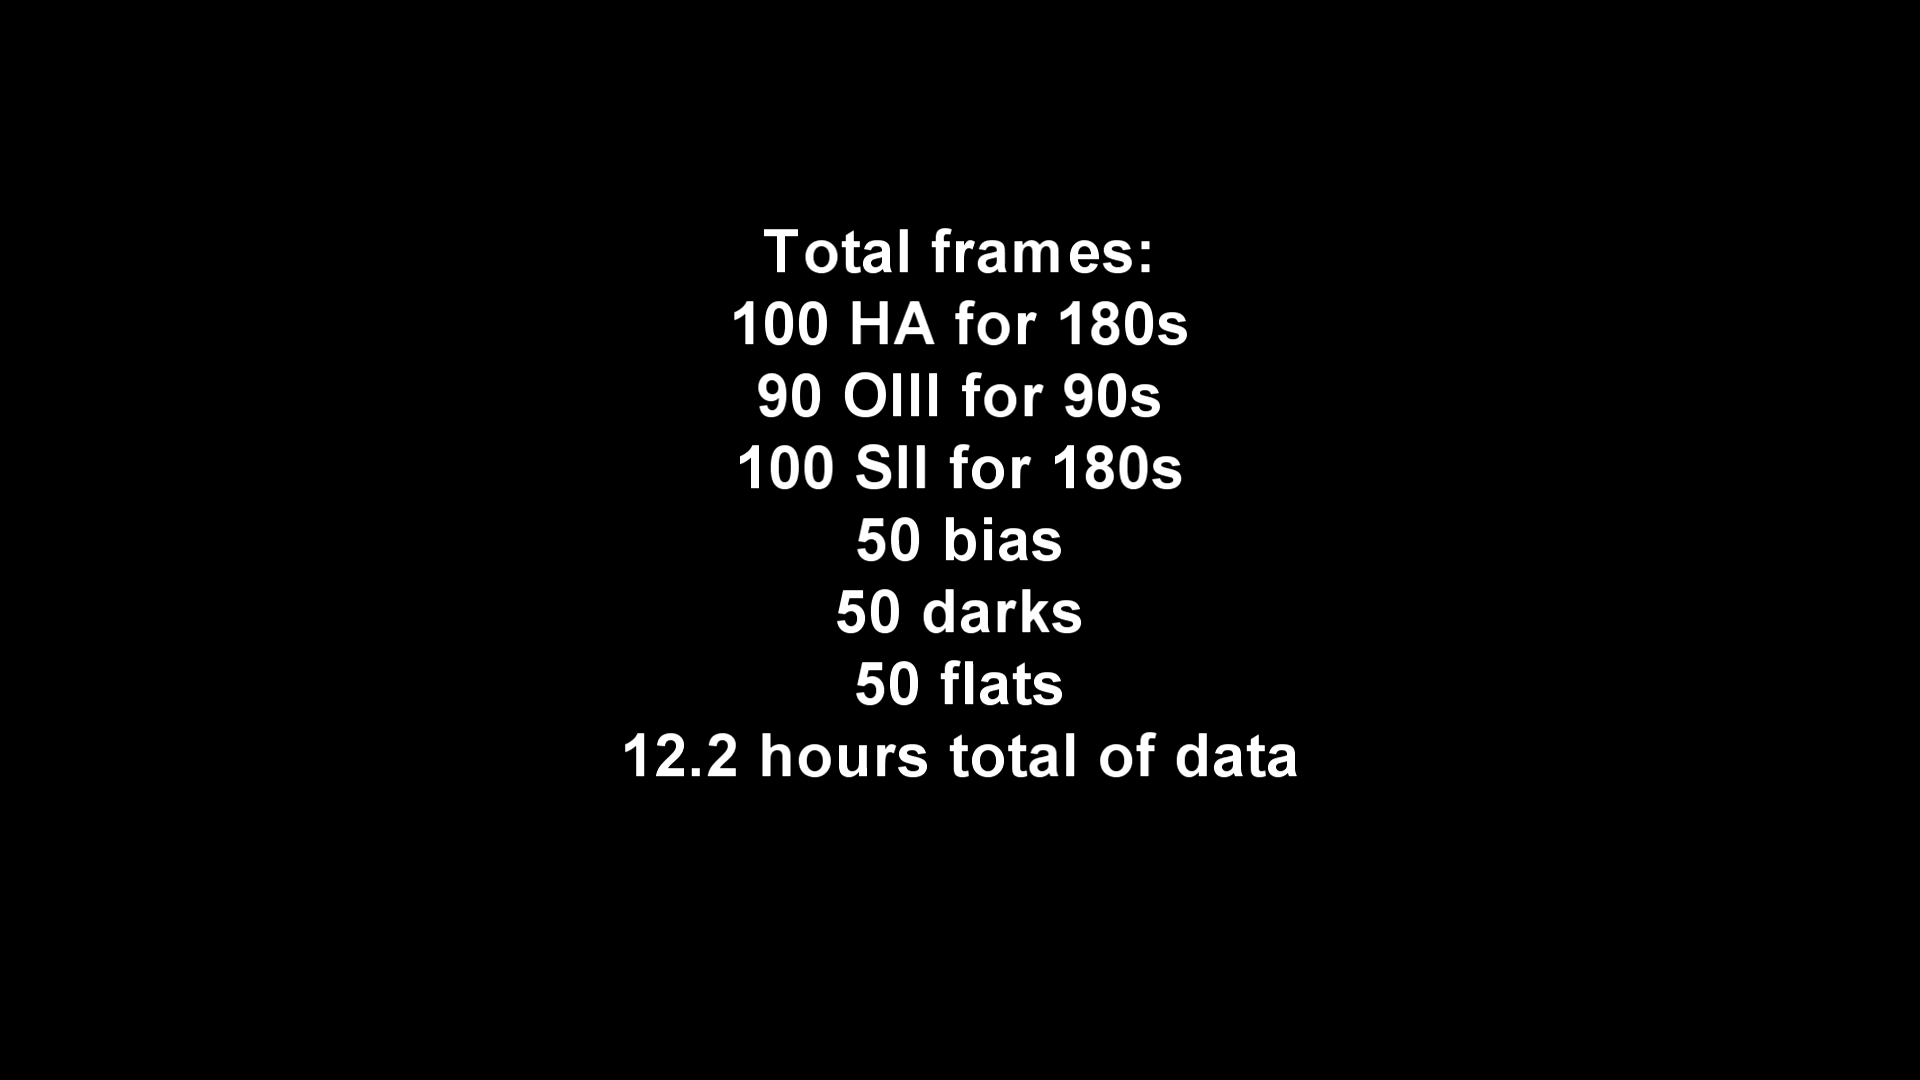 Total frames:
100 HA for 180s
90 OIII for 90s
100 SII for 180s
50 bias
50 darks
50 flats
12.2 hours total of data